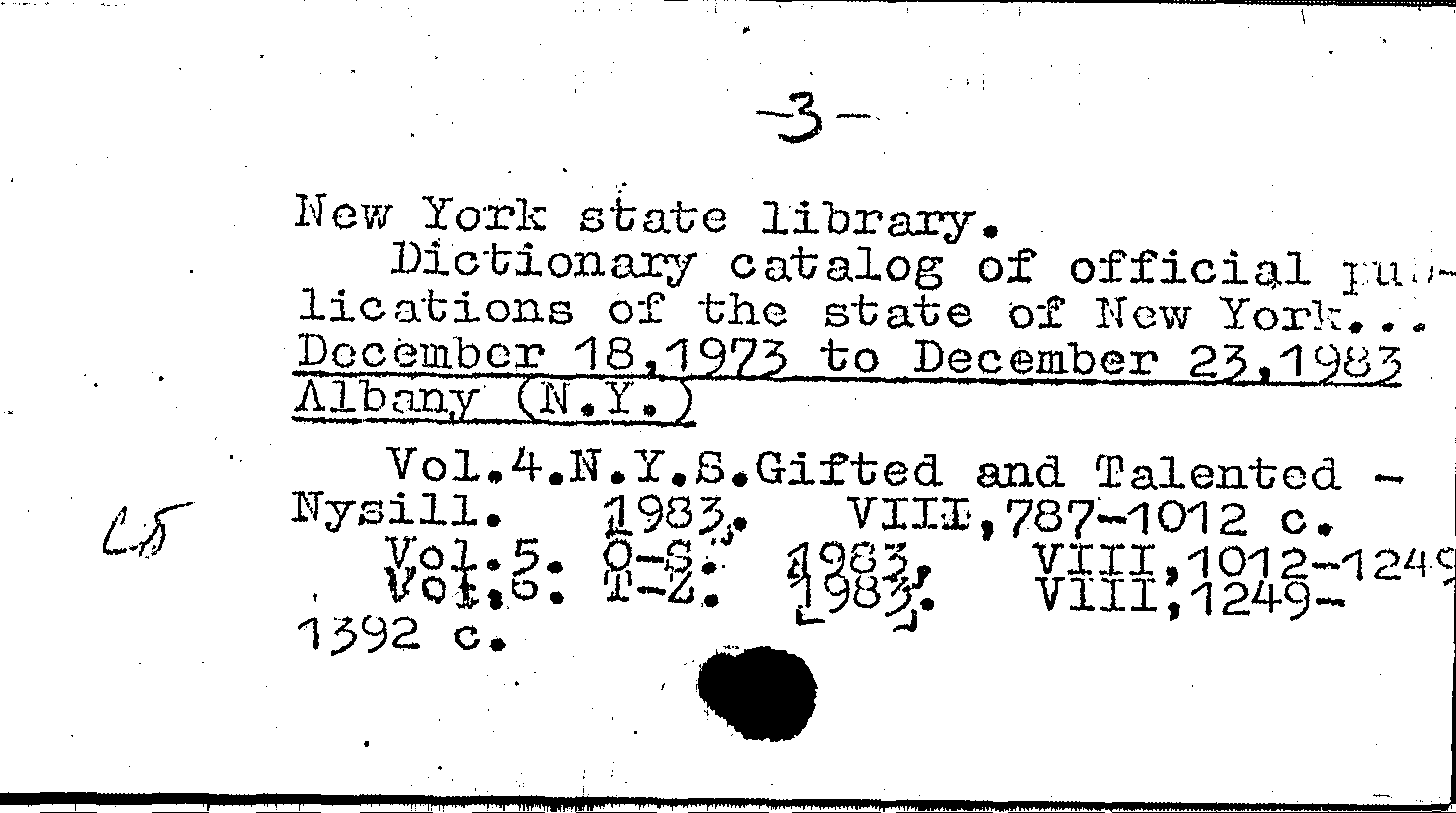 -3-
New York state library.
Dictionary catalog of official pub-
lications of the state of New York...
December 18,1973 to December 23,1983
Albany (N.Y.)
Vol.4.N.Y.S.Gifted and Talented -
Nysill. [1983]. VIII,787-1012 c.
Vol.5. O-S. [1983]. VIII,1012-1249
Vol.6. T-Z. [1983]. VIII,1249-
1392 c.